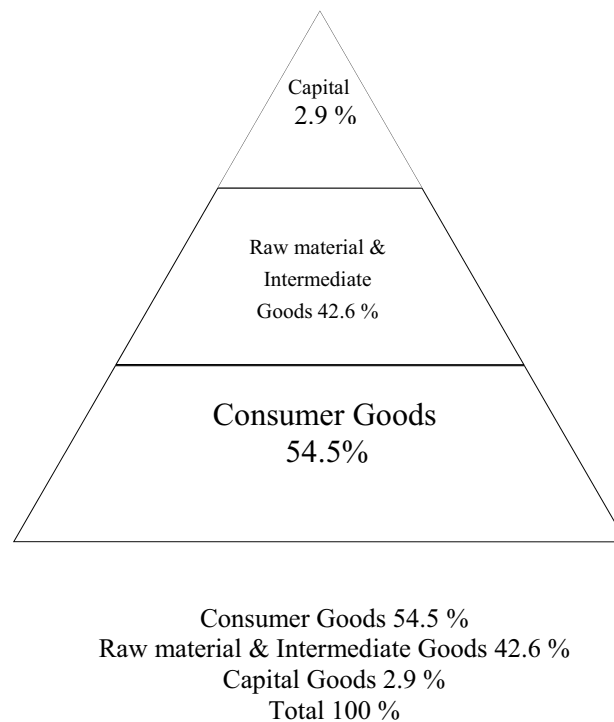 Capital
2.9 %
Raw material &
Intermediate
Goods 42.6 %
Consumer Goods
54.5%
Consumer Goods 54.5 %
Raw material & Intermediate Goods 42.6 %
Capital Goods 2.9 %
Total 100 %